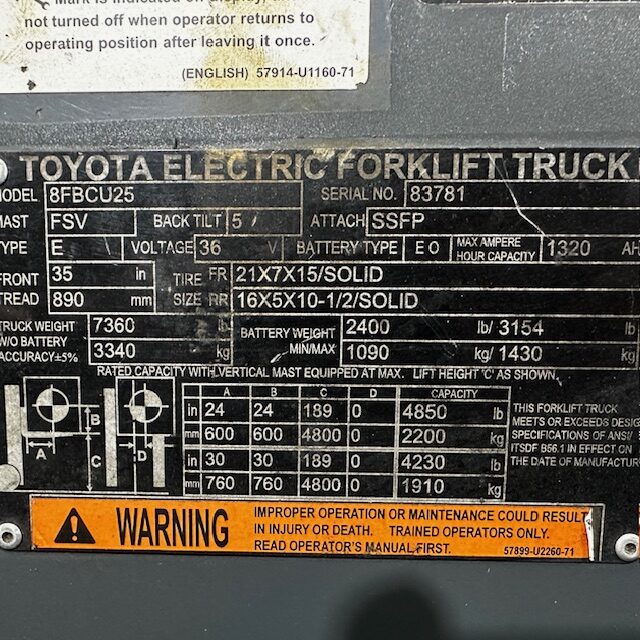 Mark is indicated on display,
not turned off when operator returns to
operating position after leaving it once.
(ENGLISH) 57914-U1160-71
TOYOTA ELECTRIC FORKLIFT TRUCK
MODEL 8FBCU25 SERIAL NO. 83781
MAST FSV BACK TILT 5 / ATTACH SSFP
TYPE E VOLTAGE 36 V BATTERY TYPE E O MAX AMPERE HOUR CAPACITY 1320 AH
FRONT TREAD 35 in TIRE SIZE FR 21X7X15/SOLID
890 mm RR 16X5X10-1/2/SOLID
TRUCK WEIGHT W/O BATTERY ACCURACY±5% 7360 lb BATTERY WEIGHT MIN/MAX 2400 lb/ 3154
3340 kg 1090 kg/ 1430
RATED CAPACITY WITH VERTICAL MAST EQUIPPED AT MAX. LIFT HEIGHT 'C' AS SHOWN.
A B C D CAPACITY
in 24 24 189 0 4850 lb
mm 600 600 4800 0 2200 kg
in 30 30 189 0 4230 lb
mm 760 760 4800 0 1910 kg
A B C D
THIS FORKLIFT TRUCK
MEETS OR EXCEEDS DESIG
SPECIFICATIONS OF ANSI/
ITSDF B56.1 IN EFFECT ON
THE DATE OF MANUFACTUR
WARNING
IMPROPER OPERATION OR MAINTENANCE COULD RESULT
IN INJURY OR DEATH. TRAINED OPERATORS ONLY.
READ OPERATOR'S MANUAL FIRST. 57899-U2260-71